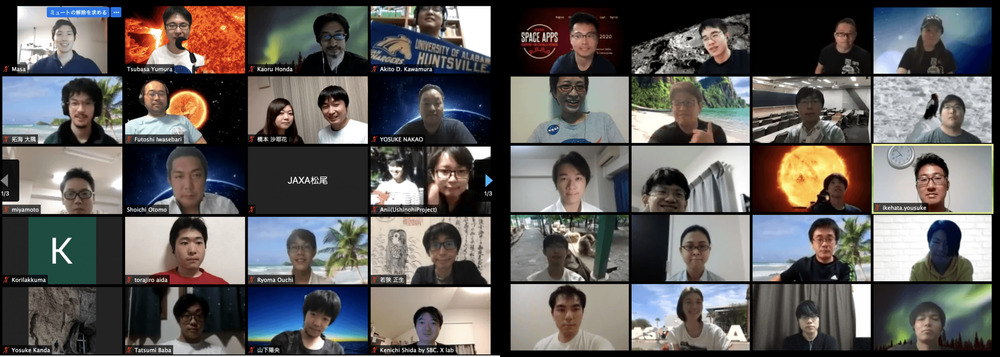 ミュートの解除を求める
Masa
Tsubasa Yumura
Kaoru Honda
UNIVERSITY OF ALABAMA
HUNTSVILLE
Akito D. Kawamura
SPACE APPS
2020
拓海 大隅
Futoshi Iwasebari
橋本 沙耶花
YOSUKE NAKAO
NASA
1/3
miyamoto
Shoichi Otomo
JAXA松尾
Anii(UshinohiProject)
1/3
ikehata.yousuke
K
Korilakkuma
torajiro aida
Ryoma Ouchi
若狭 正生
Yosuke Kanda
Tatsumi Baba
山下陽央
Kenichi Shida by SBC. X lab